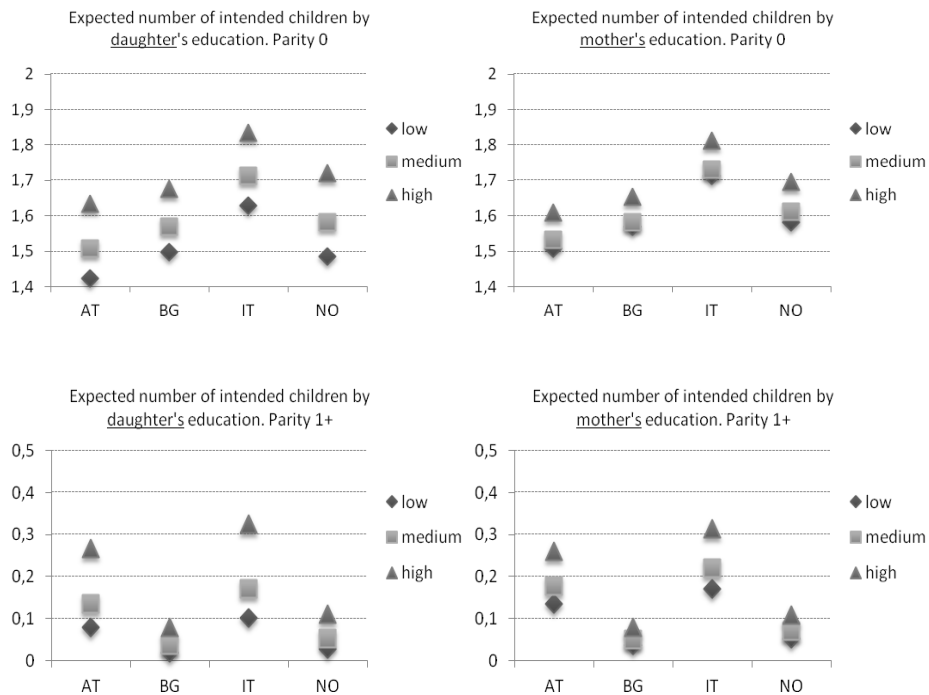 Expected number of intended children by
daughter's education. Parity 0
2
1,9
1,8
1,7
1,6
1,5
1,4
AT BG IT NO
low
medium
high
Expected number of intended children by
mother's education. Parity 0
2
1,9
1,8
1,7
1,6
1,5
1,4
AT BG IT NO
low
medium
high
Expected number of intended children by
daughter's education. Parity 1+
0,5
0,4
0,3
0,2
0,1
0
AT BG IT NO
low
medium
high
Expected number of intended children by
mother's education. Parity 1+
0,5
0,4
0,3
0,2
0,1
0
AT BG IT NO
low
medium
high